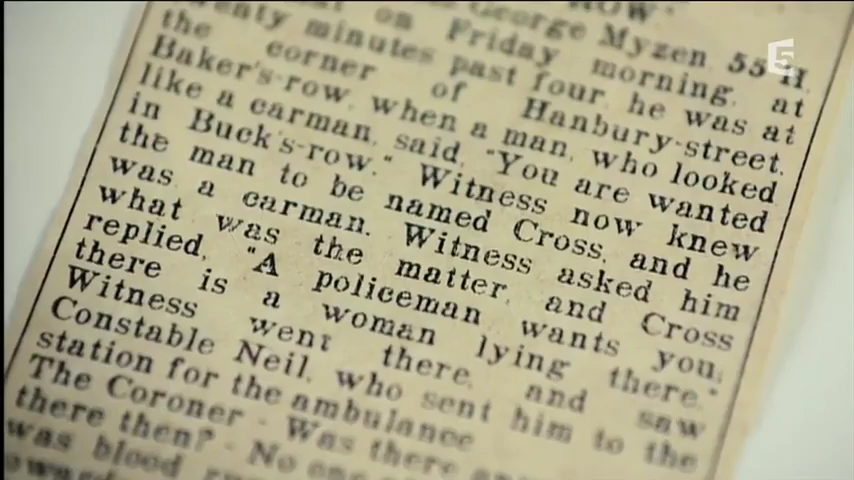 5
ROW.
George Myzen, 55 H,
on Friday morning, at
twenty minutes past four, he was at
the corner of Hanbury-street,
Baker's-row, when a man, who looked
like a carman, said, "You are wanted
in Buck's-row." Witness now knew
the man to be named Cross, and he
was a carman. Witness asked him
what was the matter, and Cross
replied, "A policeman wants you,
there is a woman lying there."
Witness went there, and saw
Constable Neil, who sent him to the
station for the ambulance
The Coroner - Was there
there then? - No one
was blood